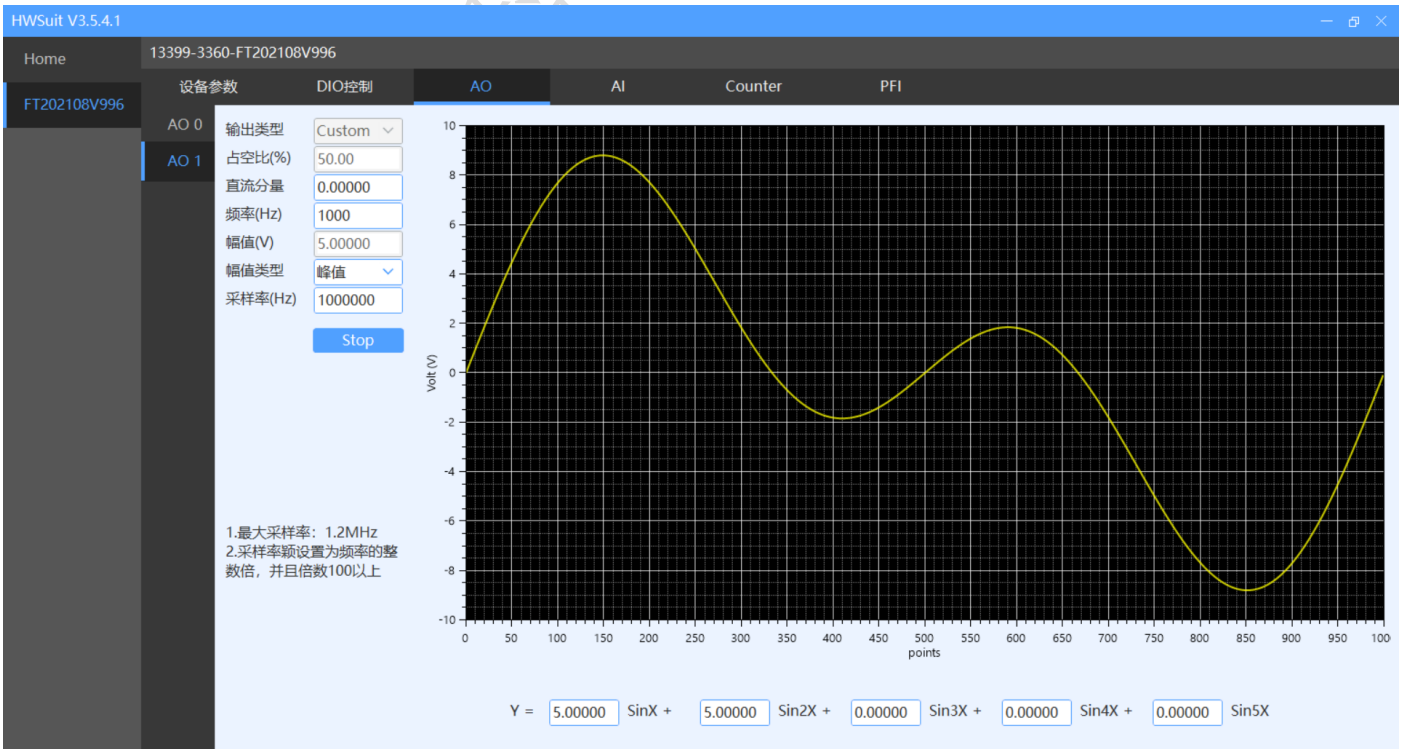 HWSuit V3.5.4.1
Home
FT202108V996
13399-3360-FT202108V996
设备参数 DIO控制 AO AI Counter PFI
AO 0
AO 1
输出类型 Custom
占空比(%) 50.00
直流分量 0.00000
频率(Hz) 1000
幅值(V) 5.00000
幅值类型 峰值
采样率(Hz) 1000000
Stop
1.最大采样率：1.2MHz
2.采样率颖设置为频率的整
数倍，并且倍数100以上
Volt (V)
10
8
6
4
2
0
-2
-4
-6
-8
-10
0 50 100 150 200 250 300 350 400 450 500 550 600 650 700 750 800 850 900 950 100
points
Y = 5.00000 SinX + 5.00000 Sin2X + 0.00000 Sin3X + 0.00000 Sin4X + 0.00000 Sin5X